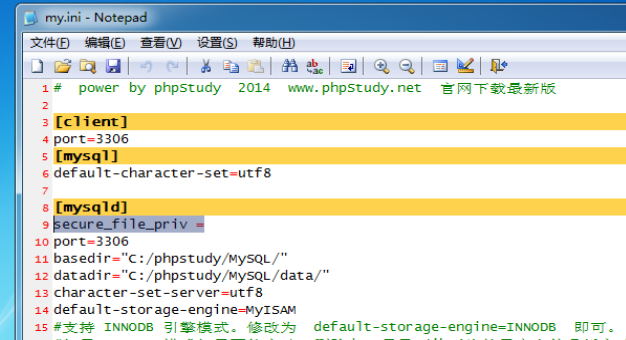 my.ini - Notepad
文件(F) 编辑(E) 查看(V) 设置(S) 帮助(H)
1 # power by phpStudy 2014 www.phpStudy.net 官网下载最新版
2
3 [client]
4 port=3306
5 [mysql]
6 default-character-set=utf8
7
8 [mysqld]
9 secure_file_priv =
10 port=3306
11 basedir="C:/phpstudy/MySQL/"
12 datadir="C:/phpstudy/MySQL/data/"
13 character-set-server=utf8
14 default-storage-engine=MyISAM
15 #支持 INNODB 引擎模式。修改为 default-storage-engine=INNODB 即可。